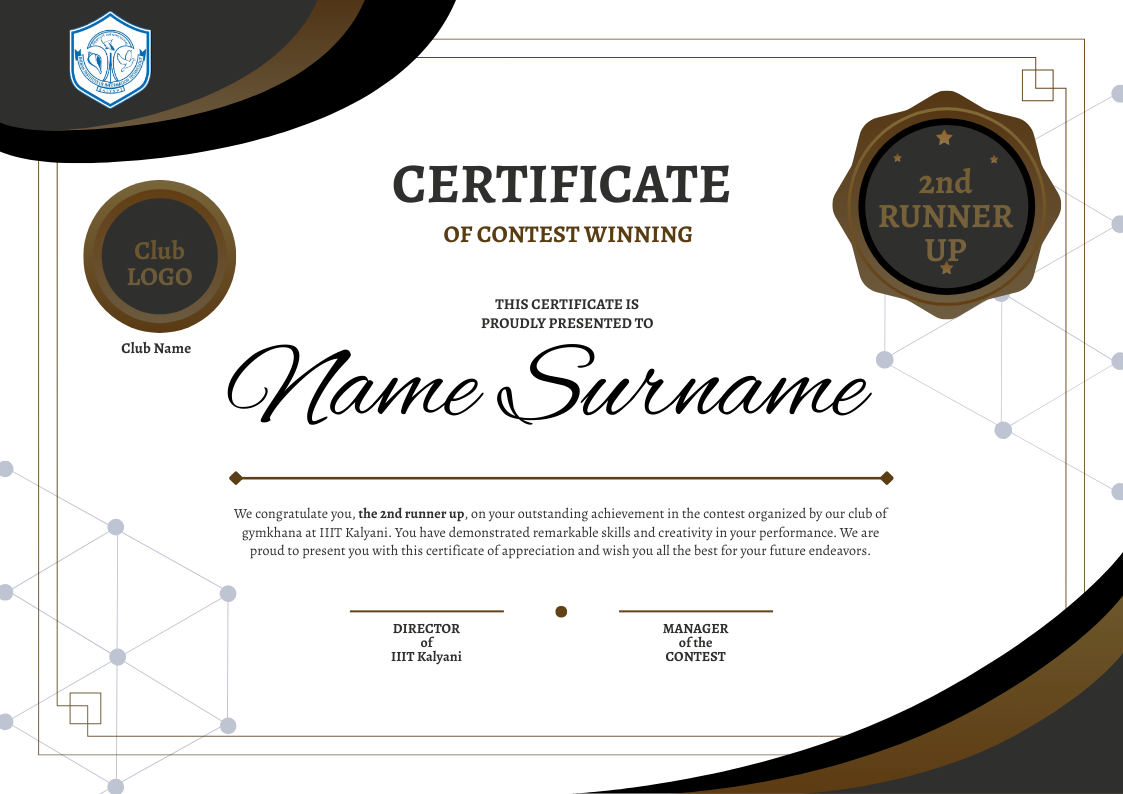 Club
LOGO
Club Name
CERTIFICATE
OF CONTEST WINNING
2nd
RUNNER
UP
THIS CERTIFICATE IS
PROUDLY PRESENTED TO
Name Surname
We congratulate you, the 2nd runner up, on your outstanding achievement in the contest organized by our club of
gymkhana at IIIT Kalyani. You have demonstrated remarkable skills and creativity in your performance. We are
proud to present you with this certificate of appreciation and wish you all the best for your future endeavors.
DIRECTOR
of
IIIT Kalyani
MANAGER
of the
CONTEST